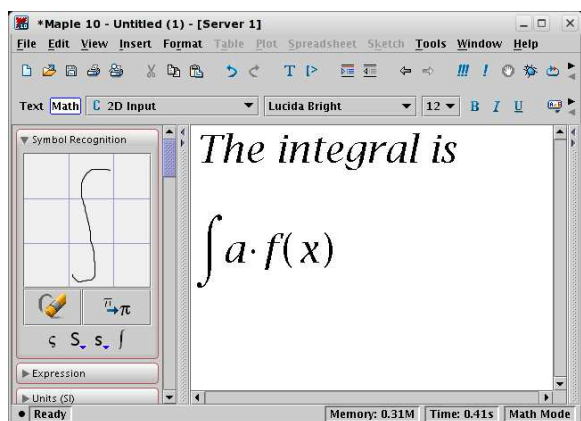 *Maple 10 - Untitled (1) - [Server 1]
File Edit View Insert Format Table Plot Spreadsheet Sketch Tools Window Help
T
Text Math C 2D Input Lucida Bright 12 B I U
Symbol Recognition
The integral is
∫ a · f(x)
π → π
ς S s ∫
Expression
Units (SI)
Ready Memory: 0.31M Time: 0.41s Math Mode